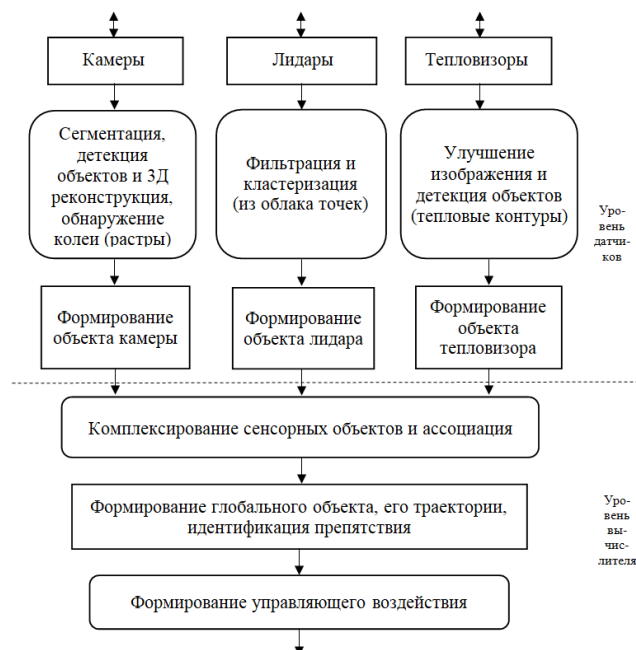 Камеры
Лидары
Тепловизоры
Сегментация,
детекция
объектов и 3Д
реконструкция,
обнаружение
колеи (растры)
Фильтрация и
кластеризация
(из облака точек)
Улучшение
изображения и
детекция объектов
(тепловые контуры)
Уро-
вень
датчи-
ков
Формирование
объекта камеры
Формирование
объекта лидара
Формирование
объекта
тепловизора
Комплексирование сенсорных объектов и ассоциация
Формирование глобального объекта, его траектории,
идентификация препятствия
Уро-
вень
вы-
чис-
лителя
Формирование управляющего воздействия